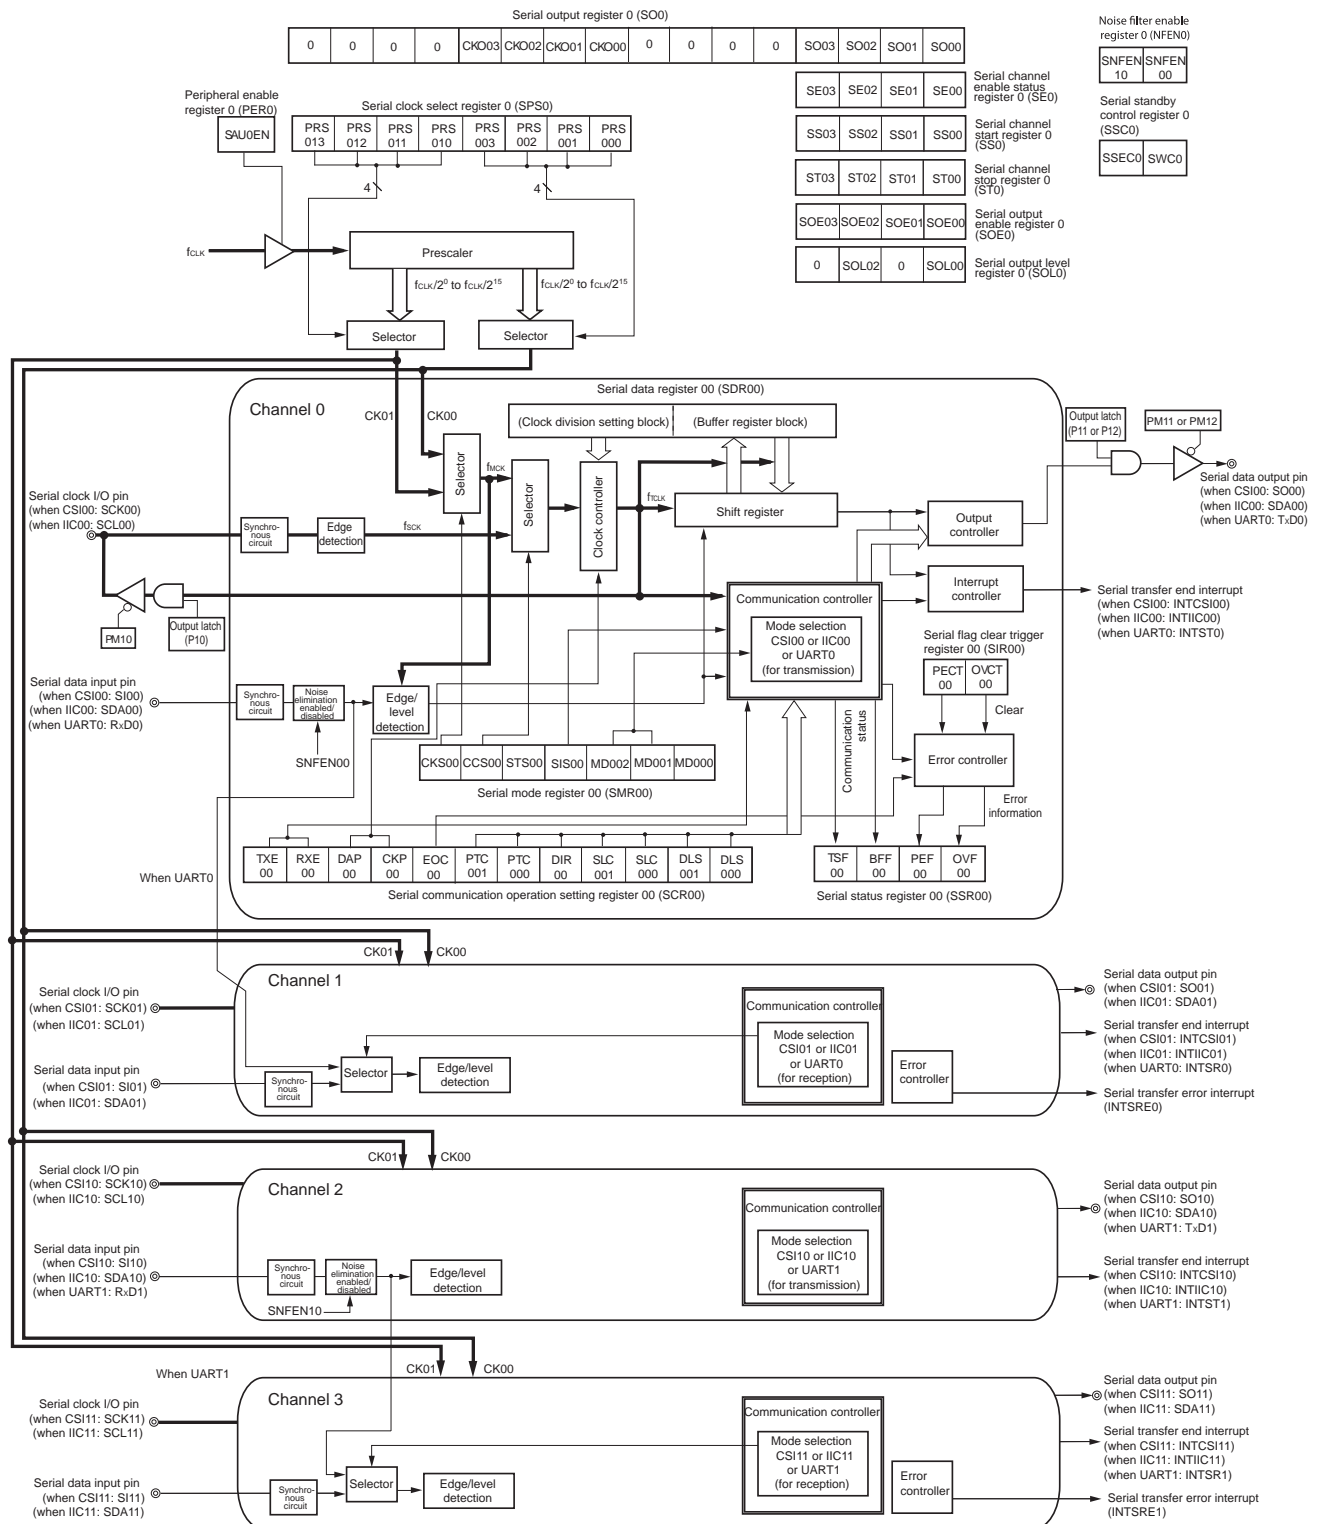 Serial output register 0 (SO0)
0 0 0 0 CKO03 CKO02 CKO01 CKO00 0 0 0 0 SO03 SO02 SO01 SO00
Noise filter enable
register 0 (NFEN0)
SNFEN 10 SNFEN 00
Peripheral enable
register 0 (PER0)
SAU0EN
Serial clock select register 0 (SPS0)
PRS 013 PRS 012 PRS 011 PRS 010 PRS 003 PRS 002 PRS 001 PRS 000
4 4
SE03 SE02 SE01 SE00
Serial channel
enable status
register 0 (SE0)
SS03 SS02 SS01 SS00
Serial channel
start register 0
(SS0)
ST03 ST02 ST01 ST00
Serial channel
stop register 0
(ST0)
SOE03 SOE02 SOE01 SOE00
Serial output
enable register 0
(SOE0)
0 SOL02 0 SOL00
Serial output level
register 0 (SOL0)
Serial standby
control register 0
(SSC0)
SSEC0 SWC0
fCLK
Prescaler
fCLK/2⁰ to fCLK/2¹⁵ fCLK/2⁰ to fCLK/2¹⁵
Selector Selector
Channel 0
CK01 CK00
Serial data register 00 (SDR00)
(Clock division setting block) (Buffer register block)
Selector
fMCK
Selector
Clock controller
fTCLK
Shift register
Output latch
(P11 or P12)
PM11 or PM12
Serial data output pin
(when CSI00: SO00)
(when IIC00: SDA00)
(when UART0: TxD0)
Serial clock I/O pin
(when CSI00: SCK00)
(when IIC00: SCL00)
Synchro-
nous
circuit
Edge
detection
fSCK
Output
controller
Interrupt
controller
Serial transfer end interrupt
(when CSI00: INTCSI00)
(when IIC00: INTIIC00)
(when UART0: INTST0)
PM10
Output latch
(P10)
Communication controller
Mode selection
CSI00 or IIC00
or UART0
(for transmission)
Serial flag clear trigger
register 00 (SIR00)
PECT 00 OVCT 00
Clear
Serial data input pin
(when CSI00: SI00)
(when IIC00: SDA00)
(when UART0: RxD0)
Synchro-
nous
circuit
Noise
elimination
enabled/
disabled
Edge/
level
detection
SNFEN00
CKS00 CCS00 STS00 SIS00 MD002 MD001 MD000
Serial mode register 00 (SMR00)
Communication
status
Error controller
Error
information
When UART0
TXE 00 RXE 00 DAP 00 CKP 00 EOC 00 PTC 001 PTC 000 DIR 00 SLC 001 SLC 000 DLS 001 DLS 000
Serial communication operation setting register 00 (SCR00)
TSF 00 BFF 00 PEF 00 OVF 00
Serial status register 00 (SSR00)
CK01 CK00
Channel 1
Serial clock I/O pin
(when CSI01: SCK01)
(when IIC01: SCL01)
Serial data input pin
(when CSI01: SI01)
(when IIC01: SDA01)
Synchro-
nous
circuit
Selector
Edge/level
detection
Communication controller
Mode selection
CSI01 or IIC01
or UART0
(for reception)
Error
controller
Serial data output pin
(when CSI01: SO01)
(when IIC01: SDA01)
Serial transfer end interrupt
(when CSI01: INTCSI01)
(when IIC01: INTIIC01)
(when UART0: INTSR0)
Serial transfer error interrupt
(INTSRE0)
CK01 CK00
Channel 2
Serial clock I/O pin
(when CSI10: SCK10)
(when IIC10: SCL10)
Serial data input pin
(when CSI10: SI10)
(when IIC10: SDA10)
(when UART1: RxD1)
Synchro-
nous
circuit
Noise
elimination
enabled/
disabled
Edge/level
detection
SNFEN10
Communication controller
Mode selection
CSI10 or IIC10
or UART1
(for transmission)
Serial data output pin
(when CSI10: SO10)
(when IIC10: SDA10)
(when UART1: TxD1)
Serial transfer end interrupt
(when CSI10: INTCSI10)
(when IIC10: INTIIC10)
(when UART1: INTST1)
When UART1
CK01 CK00
Channel 3
Serial clock I/O pin
(when CSI11: SCK11)
(when IIC11: SCL11)
Serial data input pin
(when CSI11: SI11)
(when IIC11: SDA11)
Synchro-
nous
circuit
Selector
Edge/level
detection
Communication controller
Mode selection
CSI11 or IIC11
or UART1
(for reception)
Error
controller
Serial data output pin
(when CSI11: SO11)
(when IIC11: SDA11)
Serial transfer end interrupt
(when CSI11: INTCSI11)
(when IIC11: INTIIC11)
(when UART1: INTSR1)
Serial transfer error interrupt
(INTSRE1)